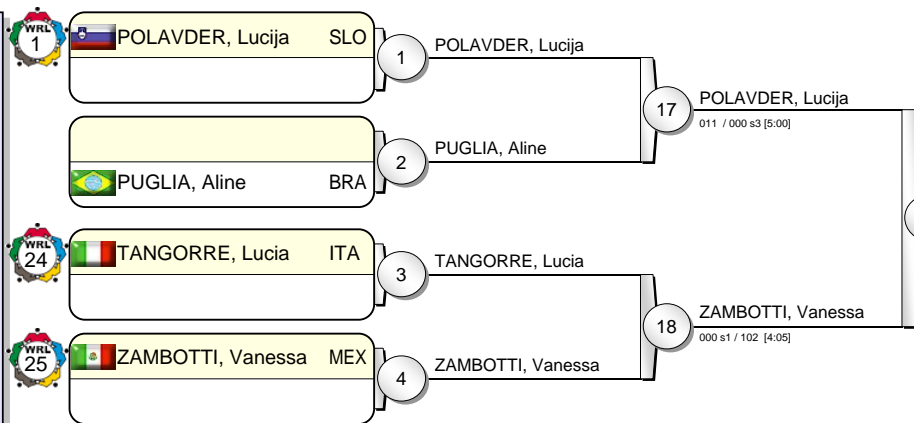 WRL
1
POLAVDER, Lucija SLO
1
POLAVDER, Lucija
17
POLAVDER, Lucija
011 / 000 s3 [5:00]
PUGLIA, Aline BRA
2
PUGLIA, Aline
WRL
24
TANGORRE, Lucia ITA
3
TANGORRE, Lucia
18
ZAMBOTTI, Vanessa
000 s1 / 102 [4:05]
WRL
25
ZAMBOTTI, Vanessa MEX
4
ZAMBOTTI, Vanessa